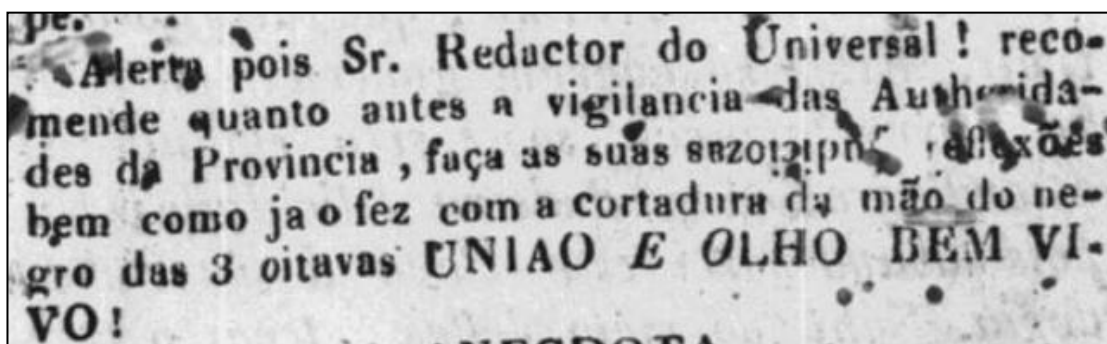 pe.
Alerta pois Sr. Redactor do Universal! reco-
mende quanto antes a vigilancia das Authorida-
des da Provincia, faça as suas reflexões
bem como ja o fez com a cortadura da mão do ne-
gro das 3 oitavas UNIAO E OLHO BEM VI-
VO!
ANECDOTA